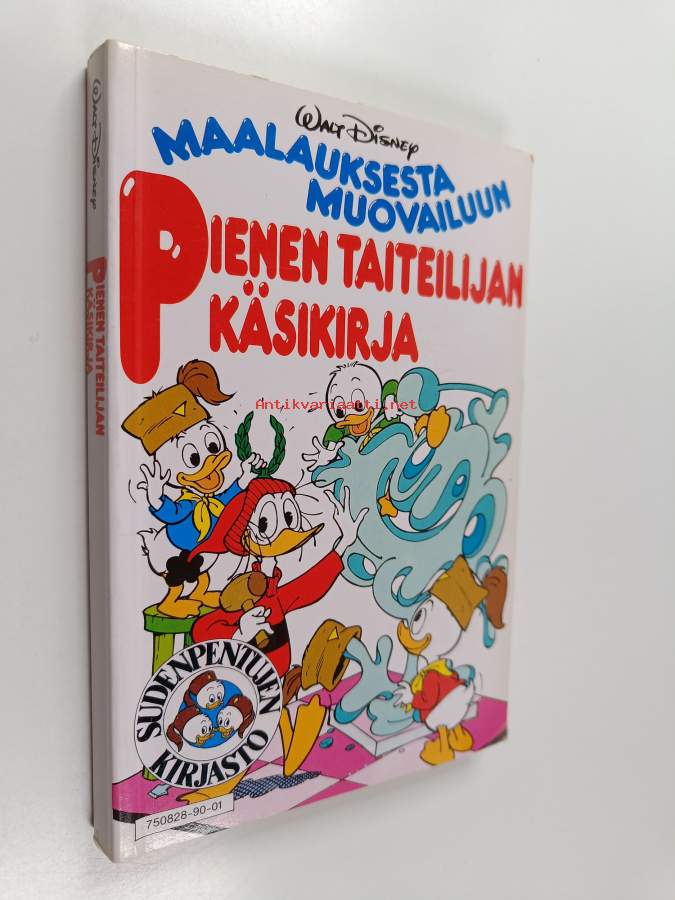 Walt Disney
MAALAUKSESTA
MUOVAILUUN
PIENEN TAITEILIJAN
KÄSIKIRJA
Antikvariaatti.net
SUDENPENTUJEN
KIRJASTO
750828-90-01
Walt Disney
PIENEN TAITEILIJAN
KÄSIKIRJA